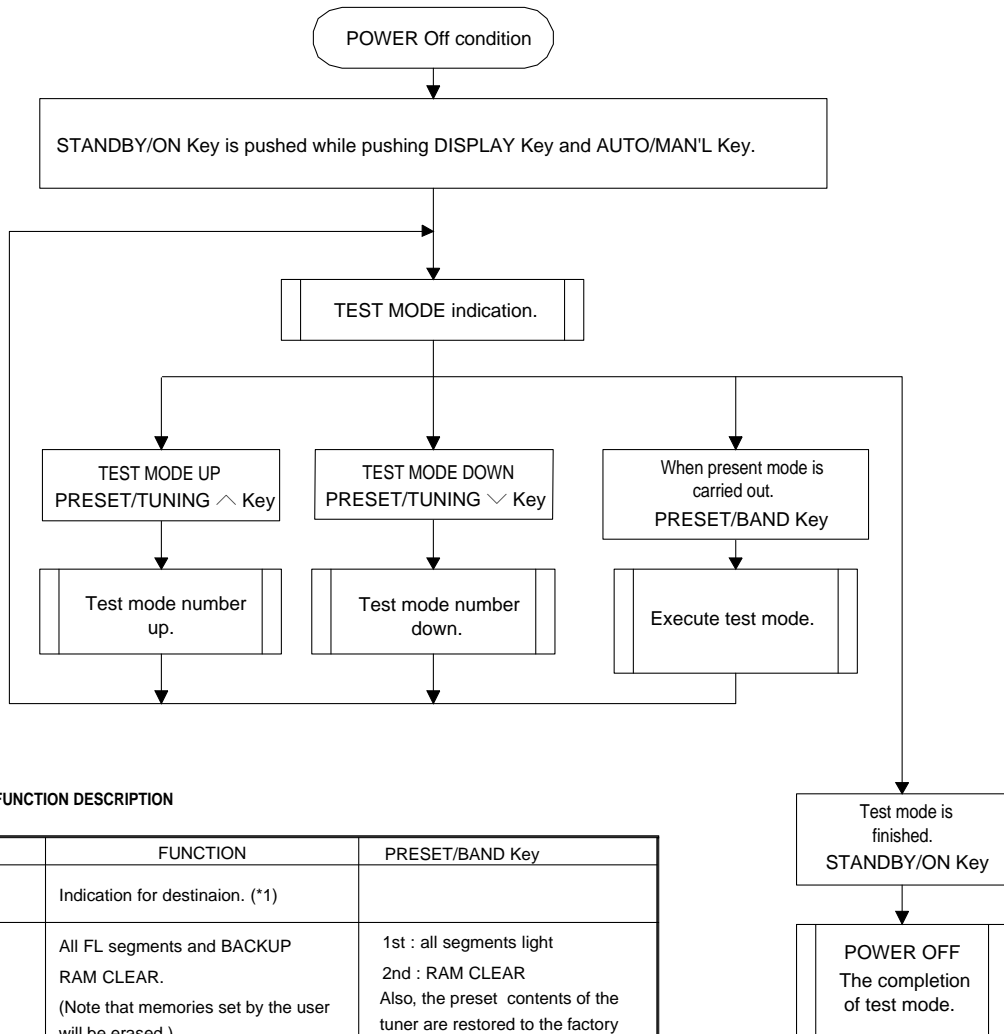 POWER Off condition
STANDBY/ON Key is pushed while pushing DISPLAY Key and AUTO/MAN'L Key.
TEST MODE indication.
TEST MODE UP
PRESET/TUNING ︿ Key
TEST MODE DOWN
PRESET/TUNING ﹀ Key
When present mode is
carried out.
PRESET/BAND Key
Test mode number
up.
Test mode number
down.
Execute test mode.
FUNCTION DESCRIPTION
Test mode is
finished.
STANDBY/ON Key
POWER OFF
The completion
of test mode.
FUNCTION
PRESET/BAND Key
Indication for destinaion. (*1)
All FL segments and BACKUP
RAM CLEAR.
(Note that memories set by the user
will be erased.)
1st : all segments light
2nd : RAM CLEAR
Also, the preset contents of the
tuner are restored to the factory